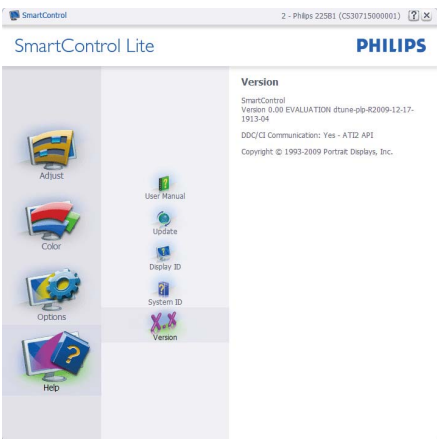 SmartControl
2 - Philips 225B1 (CS30715000001)
SmartControl Lite
PHILIPS
Adjust
Color
Options
Help
User Manual
Update
Display ID
System ID
X.X
Version
Version
SmartControl
Version 0.00 EVALUATION dtune-plp-R2009-12-17-
1913-04
DDC/CI Communication: Yes - ATI2 API
Copyright © 1993-2009 Portrait Displays, Inc.